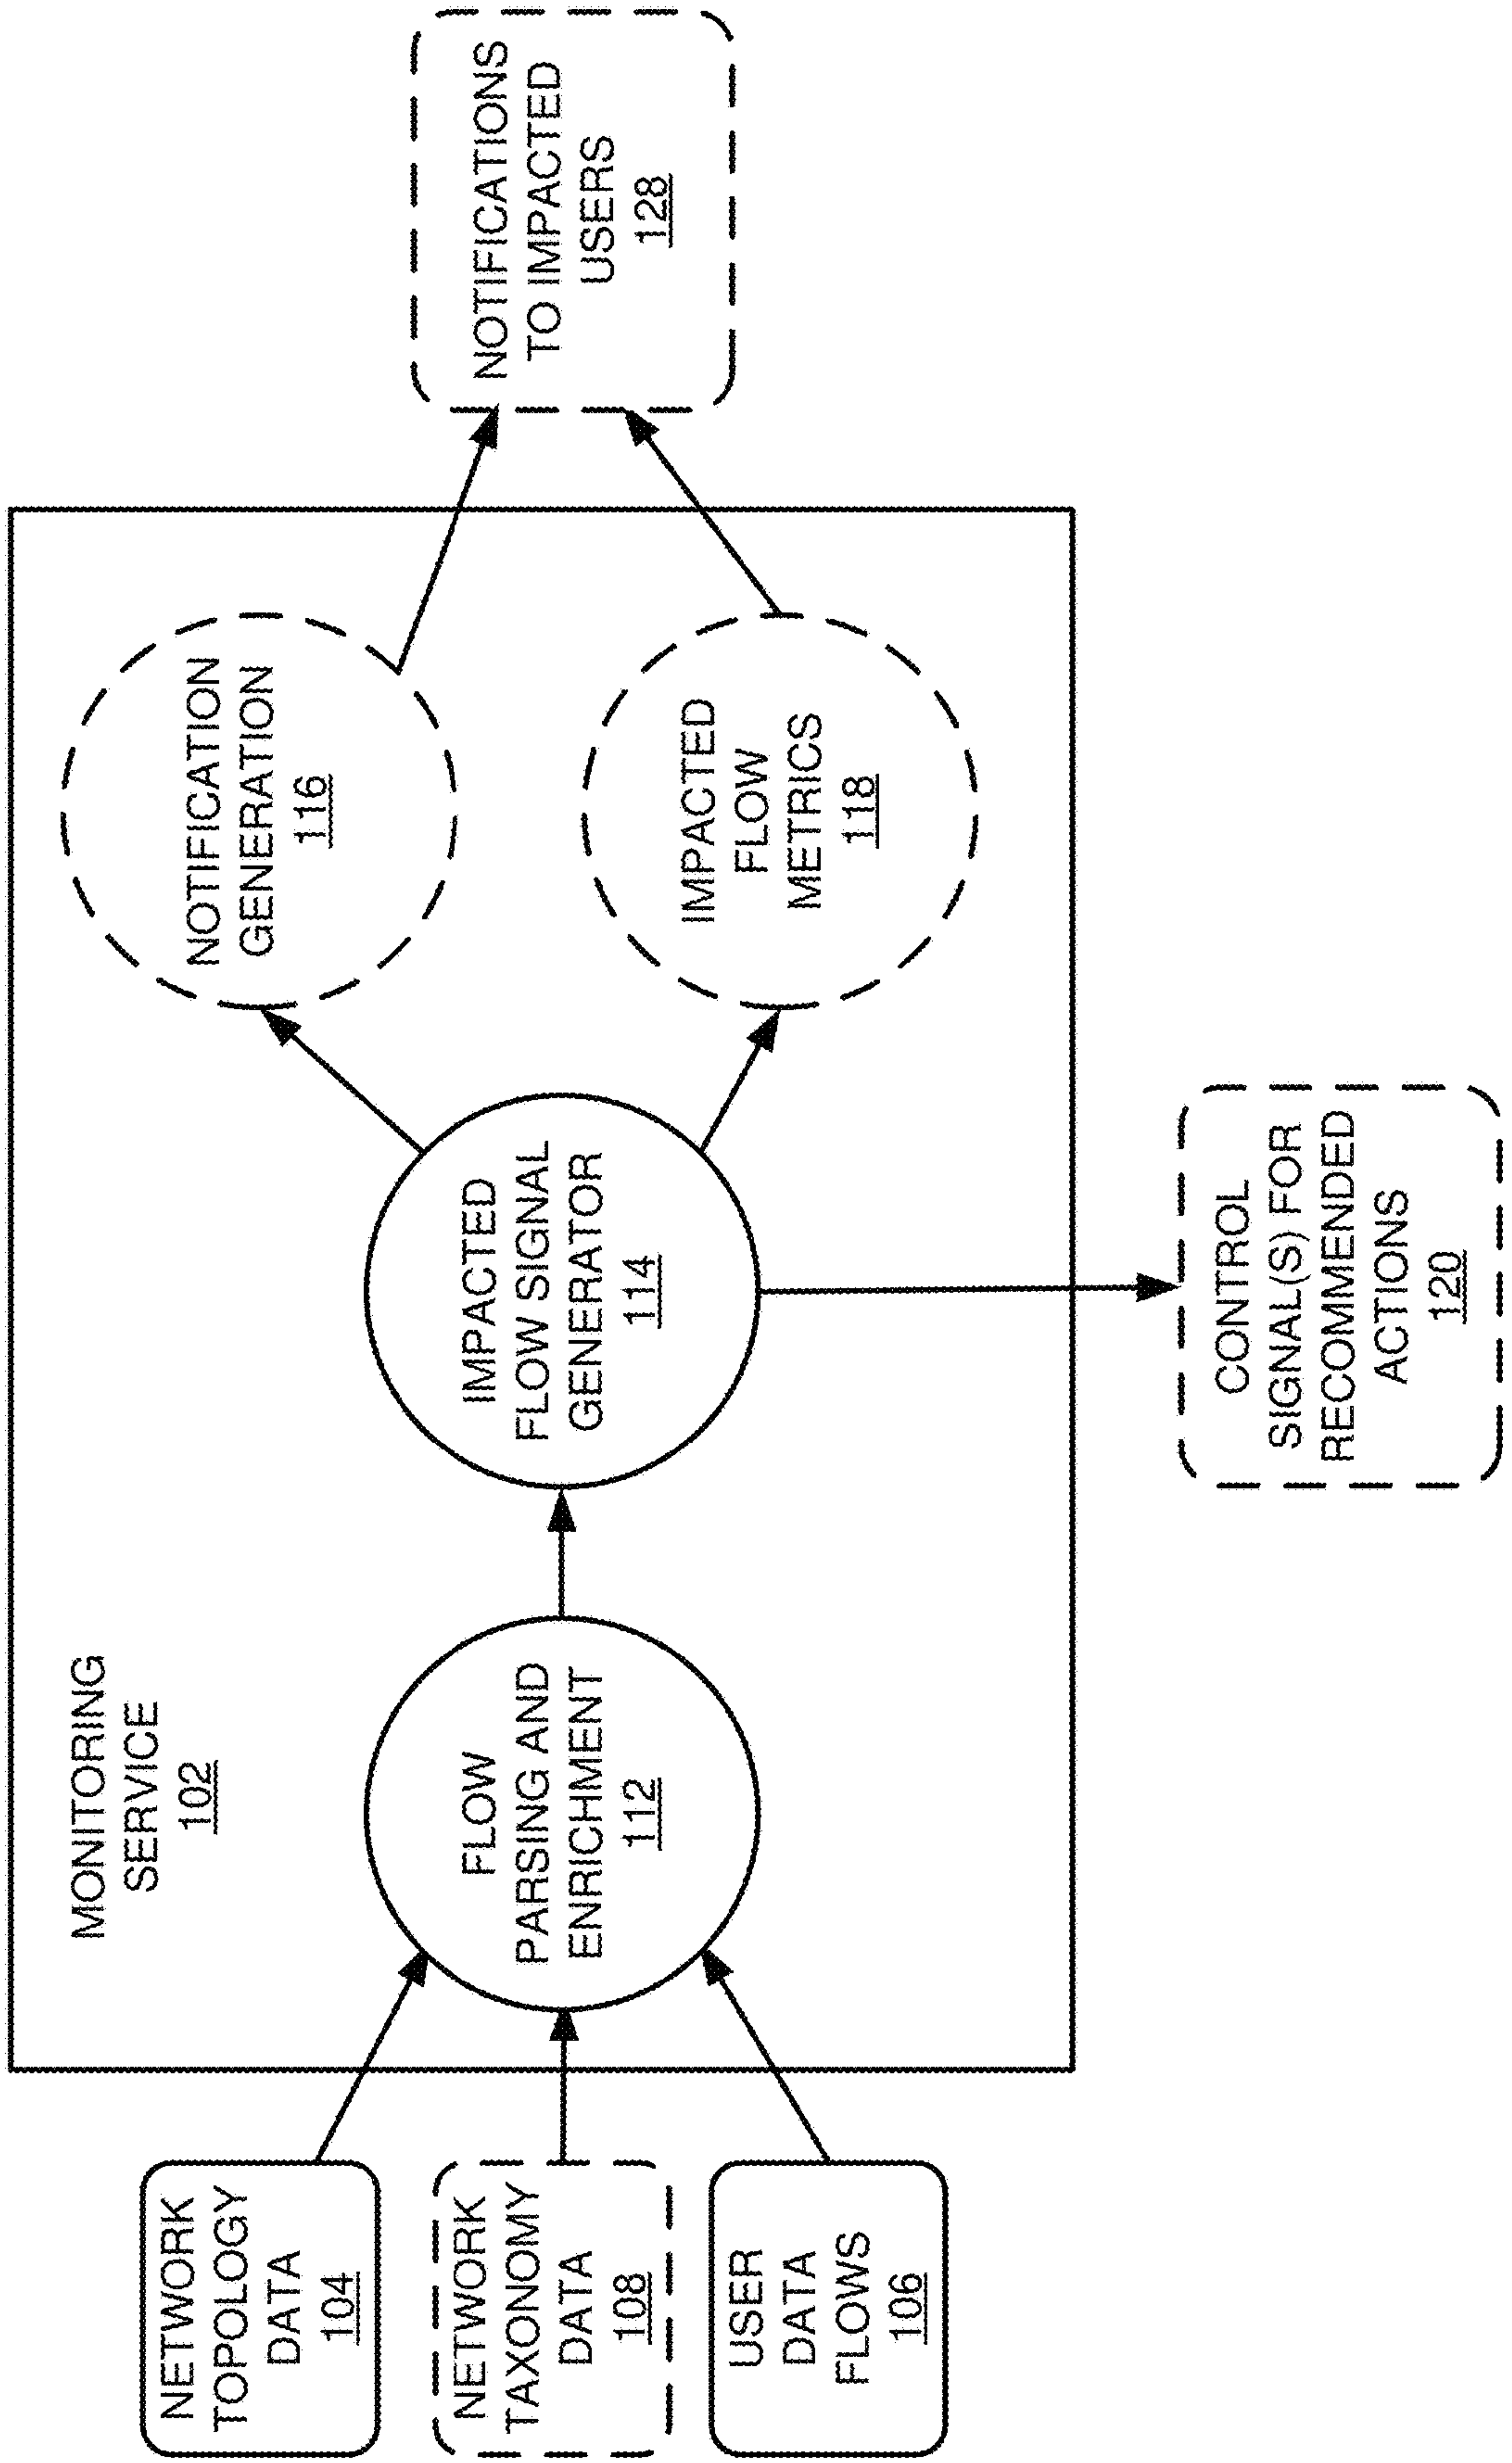 MONITORING
SERVICE
102
NETWORK
TOPOLOGY
DATA
104
NETWORK
TAXONOMY
DATA
108
USER
DATA
FLOWS
106
FLOW
PARSING AND
ENRICHMENT
112
IMPACTED
FLOW SIGNAL
GENERATOR
114
NOTIFICATION
GENERATION
116
IMPACTED
FLOW
METRICS
118
NOTIFICATIONS
TO IMPACTED
USERS
128
CONTROL
SIGNAL(S) FOR
RECOMMENDED
ACTIONS
120